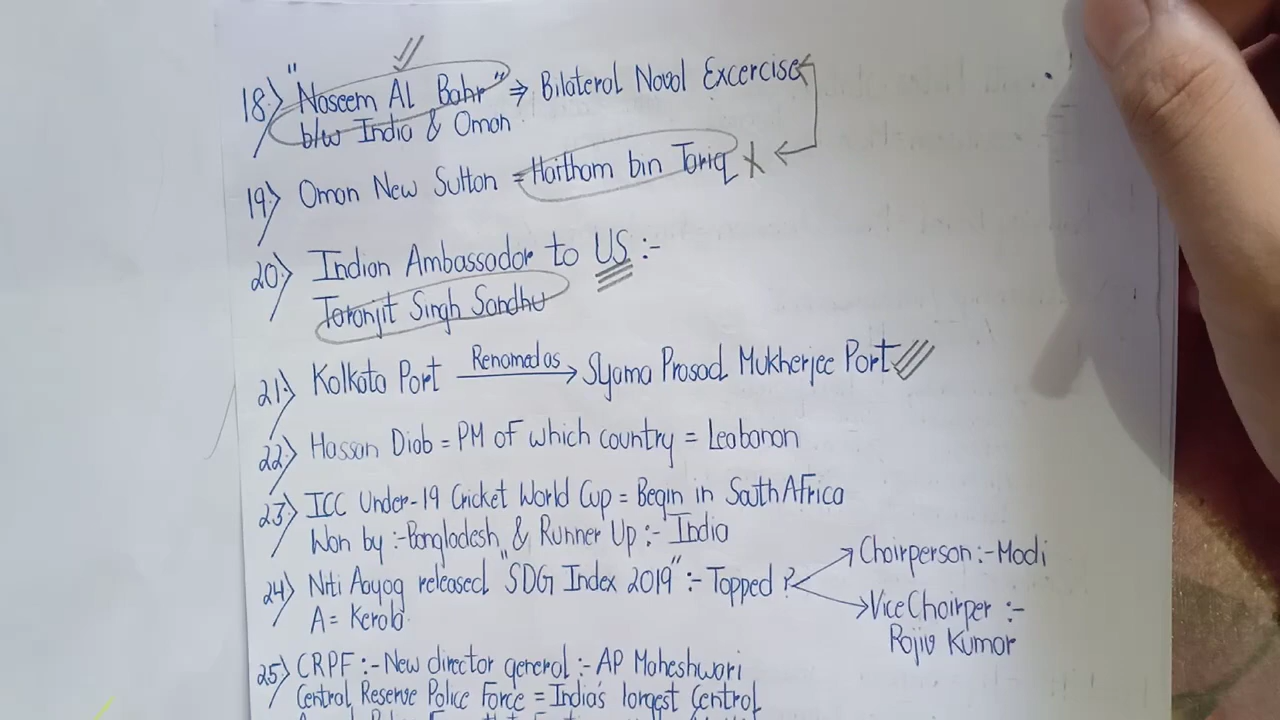 18> "Naseem Al Bahr" ⇒ Bilateral Naval Excercise
b/w India & Oman
19> Oman New Sultan = Haitham bin Tariq X
20> Indian Ambassador to US :-
Taranjit Singh Sandhu
21> Kolkata Port Renamed as → Syama Prasad Mukherjee Port
22> Hassan Diab = PM of which country = Leabanon
23> ICC Under-19 Cricket World Cup = Begin in South Africa
Won by :- Bangladesh & Runner Up :- India
24> Niti Aayog released "SDG Index 2019" :- Topped ?
A = Kerala
Chairperson :- Modi
Vice Chairper :-
Rajiv Kumar
25> CRPF :- New director general :- AP Maheshwari
Central Reserve Police Force = India's largest Central